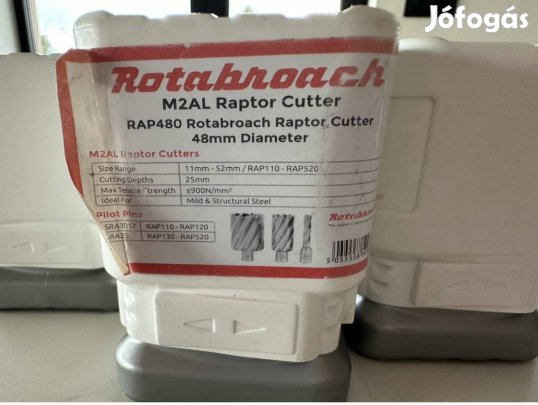 Jófogás
Rotabroach
M2AL Raptor Cutter
RAP480 Rotabroach Raptor Cutter
48mm Diameter
M2AL Raptor Cutters
Size Range 11mm - 52mm / RAP110 - RAP520
Cutting Depths 25mm
Max Tensile Strength ≤900N/mm²
Ideal For Mild & Structural Steel
Pilot Pins
SRA3057 RAP110 - RAP120
SRA25 RAP130 - RAP520
Rotabroach